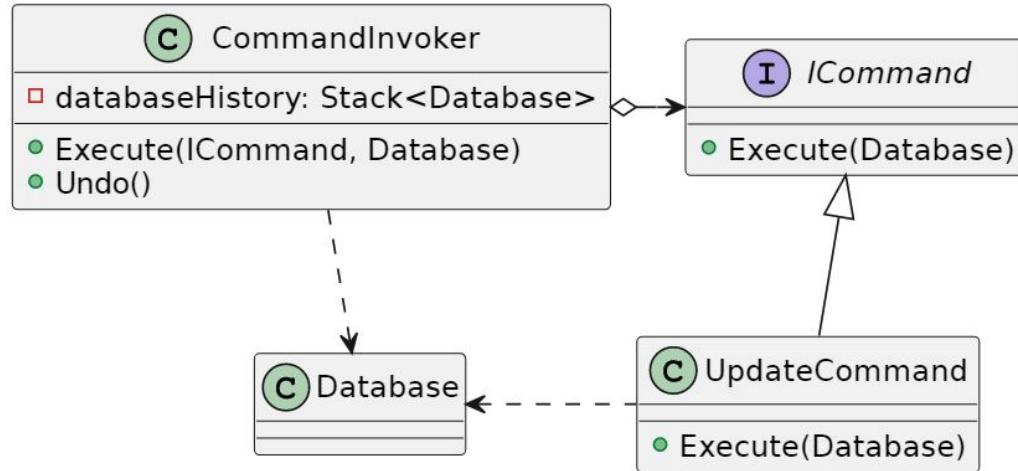 C CommandInvoker
databaseHistory: Stack<Database>
Execute(ICommand, Database)
Undo()
I ICommand
Execute(Database)
C Database
C UpdateCommand
Execute(Database)